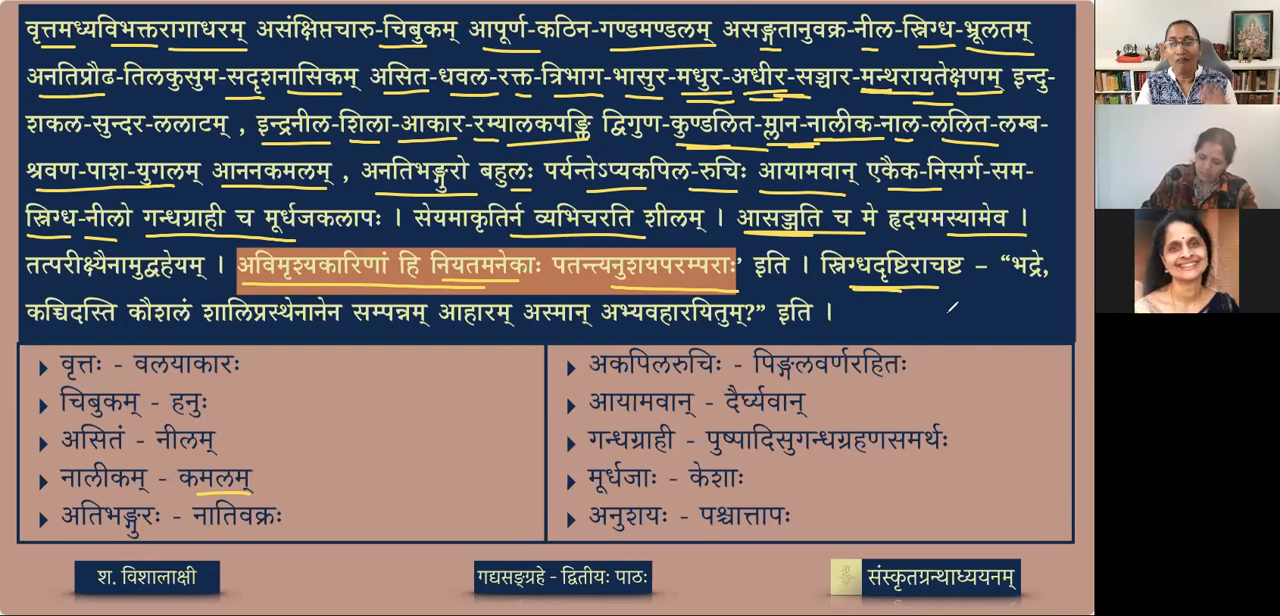 वृत्तमध्यविभक्तरागाधरम् असंक्षिप्तचारु-चिबुकम् आपूर्ण-कठिन-गण्डमण्डलम् असङ्गतानुवक्र-नील-स्निग्ध-भ्रूलतम्
अनतिप्रौढ-तिलकुसुम-सदृशनासिकम् असित-धवल-रक्त-त्रिभाग-भासुर-मधुर-अधीर-सञ्चार-मन्थरायतेक्षणम् इन्दु-
शकल-सुन्दर-ललाटम् , इन्द्रनील-शिला-आकार-रम्यालकपङ्क्ति द्विगुण-कुण्डलित-म्लान-नालीक-नाल-ललित-लम्ब-
श्रवण-पाश-युगलम् आननकमलम् , अनतिभङ्गुरो बहुलः पर्यन्तेऽप्यकपिल-रुचिः आयामवान् एकैक-निसर्ग-सम-
स्निग्ध-नीलो गन्धग्राही च मूर्धजकलापः । सेयमाकृतिर्न व्यभिचरति शीलम् । आसज्जति च मे हृदयमस्यामेव ।
तत्परीक्ष्यैनामुद्वहेयम् । अविमृश्यकारिणां हि नियतमनेकाः पतन्त्यनुशयपरम्पराः’ इति । स्निग्धदृष्टिराचष्ट – “भद्रे,
कच्चिदस्ति कौशलं शालिप्रस्थेनानेन सम्पन्नम् आहारम् अस्मान् अभ्यवहारयितुम्?” इति ।
वृत्तः - वलयाकारः
चिबुकम् - हनुः
असितं - नीलम्
नालीकम् - कमलम्
अतिभङ्गुरः - नातिवक्रः
अकपिलरुचिः - पिङ्गलवर्णरहितः
आयामवान् - दैर्घ्यवान्
गन्धग्राही - पुष्पादिसुगन्धग्रहणसमर्थः
मूर्धजाः - केशाः
अनुशयः - पश्चात्तापः
श. विशालाक्षी
गद्यसङ्ग्रहे - द्वितीयः पाठः
संस्कृतग्रन्थाध्ययनम्